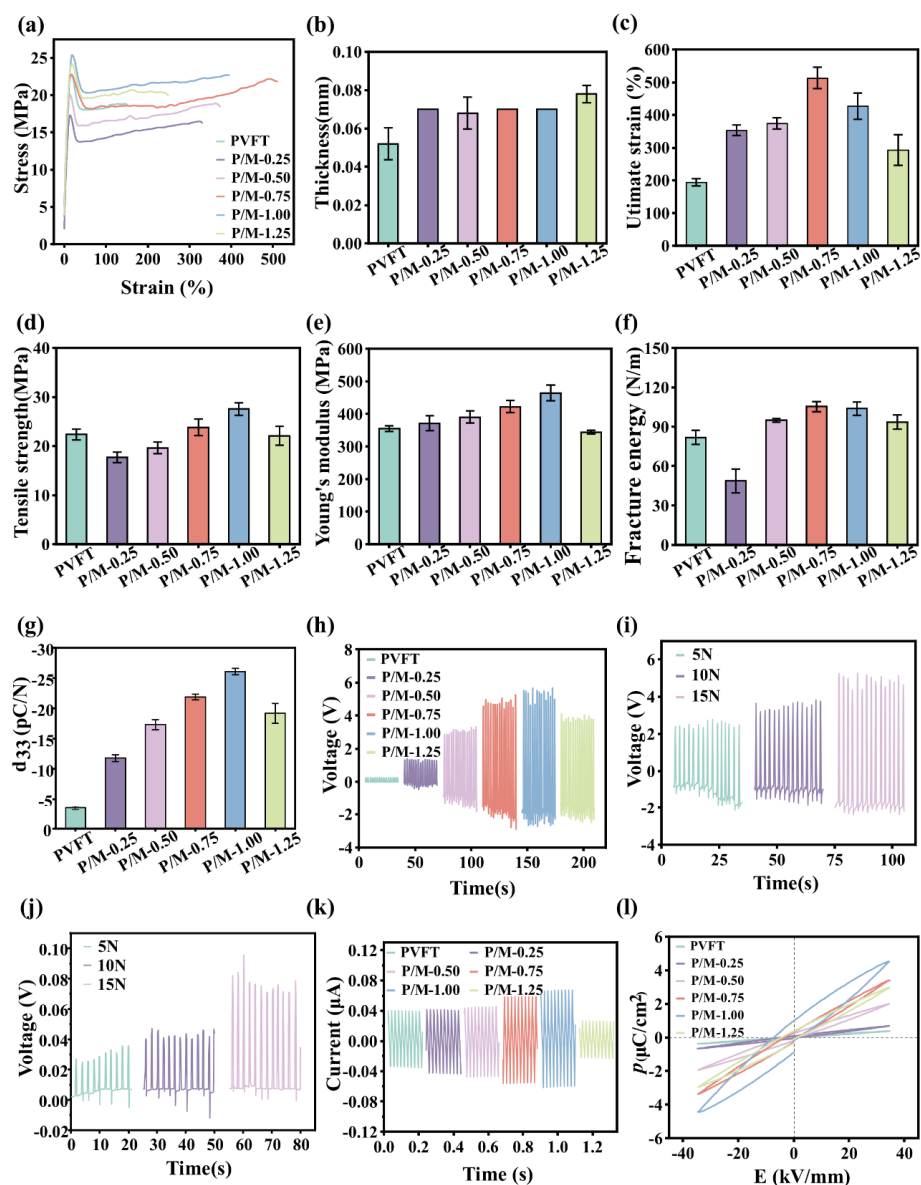 (a)
Stress (MPa)
25
20
15
10
5
0
PVFT
P/M-0.25
P/M-0.50
P/M-0.75
P/M-1.00
P/M-1.25
0 100 200 300 400 500
Strain (%)
(b)
Thickness(mm)
0.10
0.08
0.06
0.04
0.02
0.00
PVFT P/M-0.25 P/M-0.50 P/M-0.75 P/M-1.00 P/M-1.25
(c)
Utimate strain (%)
600
500
400
300
200
100
0
PVFT P/M-0.25 P/M-0.50 P/M-0.75 P/M-1.00 P/M-1.25
(d)
Tensile strength(MPa)
40
30
20
10
0
PVFT P/M-0.25 P/M-0.50 P/M-0.75 P/M-1.00 P/M-1.25
(e)
Young's modulus (MPa)
600
500
400
300
200
100
0
PVFT P/M-0.25 P/M-0.50 P/M-0.75 P/M-1.00 P/M-1.25
(f)
Fracture energy (N/m)
150
120
90
60
30
0
PVFT P/M-0.25 P/M-0.50 P/M-0.75 P/M-1.00 P/M-1.25
(g)
d33 (pC/N)
-30
-25
-20
-15
-10
-5
0
PVFT P/M-0.25 P/M-0.50 P/M-0.75 P/M-1.00 P/M-1.25
(h)
Voltage (V)
8
6
4
2
0
-2
-4
PVFT
P/M-0.25
P/M-0.50
P/M-0.75
P/M-1.00
P/M-1.25
0 50 100 150 200
Time(s)
(i)
Voltage (V)
6
4
2
0
-2
-4
5N
10N
15N
0 25 50 75 100
Time(s)
(j)
Voltage (V)
0.10
0.08
0.06
0.04
0.02
0.00
-0.02
5N
10N
15N
0 10 20 30 40 50 60 70 80
Time(s)
(k)
Current (μA)
0.12
0.08
0.04
0.00
-0.04
-0.08
-0.12
PVFT P/M-0.25
P/M-0.50 P/M-0.75
P/M-1.00 P/M-1.25
0.0 0.2 0.4 0.6 0.8 1.0 1.2
Time (s)
(l)
p(μC/cm2)
6
4
2
0
-2
-4
-6
PVFT
P/M-0.25
P/M-0.50
P/M-0.75
P/M-1.00
P/M-1.25
-40 -20 0 20 40
E (kV/mm)